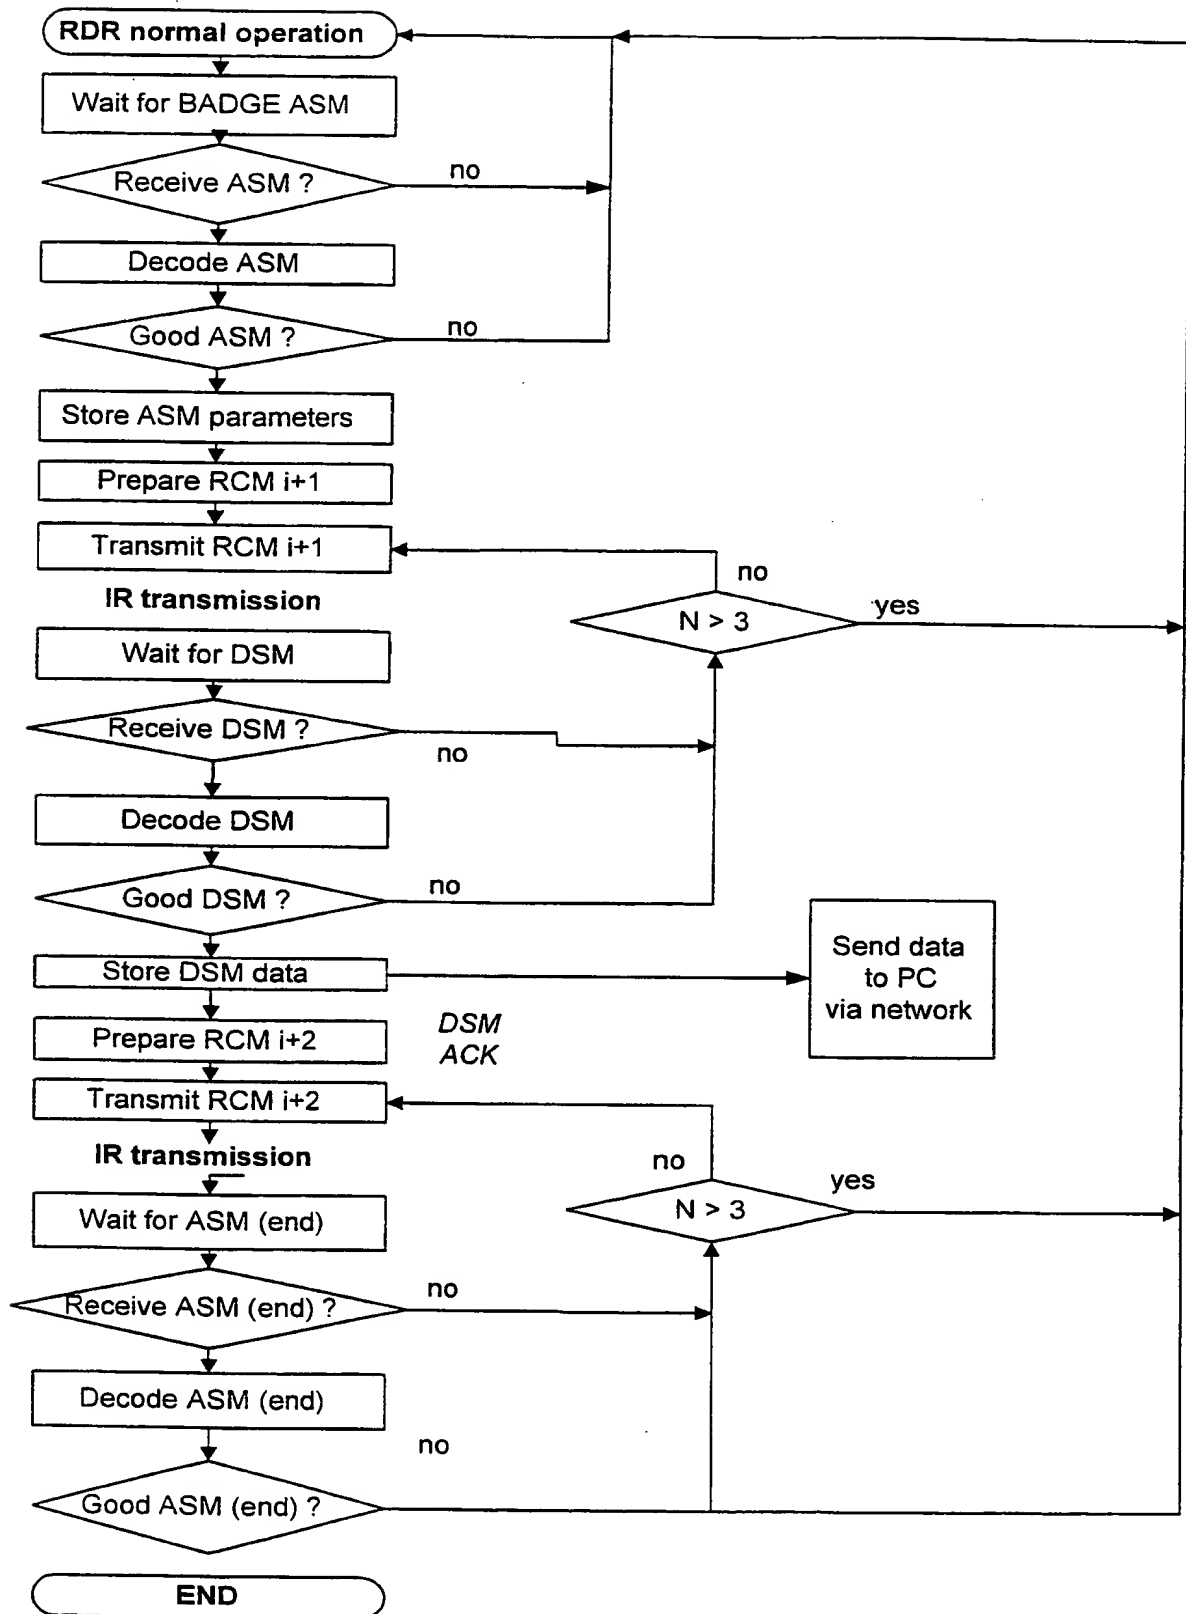 RDR normal operation
Wait for BADGE ASM
Receive ASM ?
no
Decode ASM
Good ASM ?
no
Store ASM parameters
Prepare RCM i+1
Transmit RCM i+1
no
IR transmission
N > 3
yes
Wait for DSM
Receive DSM ?
no
Decode DSM
Good DSM ?
no
Store DSM data
Send data
to PC
via network
Prepare RCM i+2
DSM
ACK
Transmit RCM i+2
IR transmission
no
N > 3
yes
Wait for ASM (end)
Receive ASM (end) ?
no
Decode ASM (end)
no
Good ASM (end) ?
END